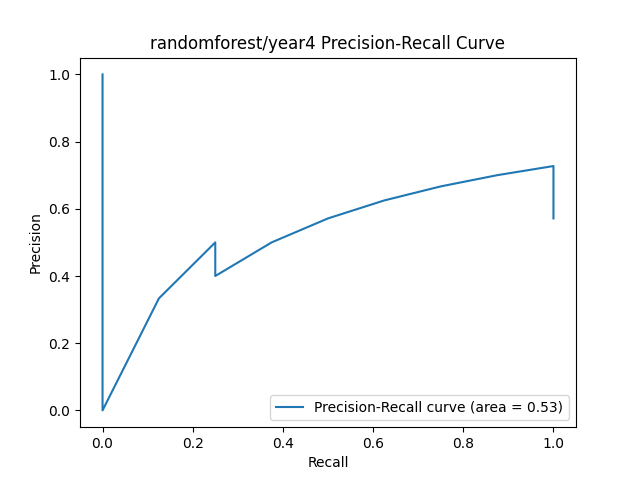 randomforest/year4 Precision-Recall Curve
1.0
0.8
0.6
0.4
0.2
0.0
Precision
Precision-Recall curve (area = 0.53)
0.0 0.2 0.4 0.6 0.8 1.0
Recall